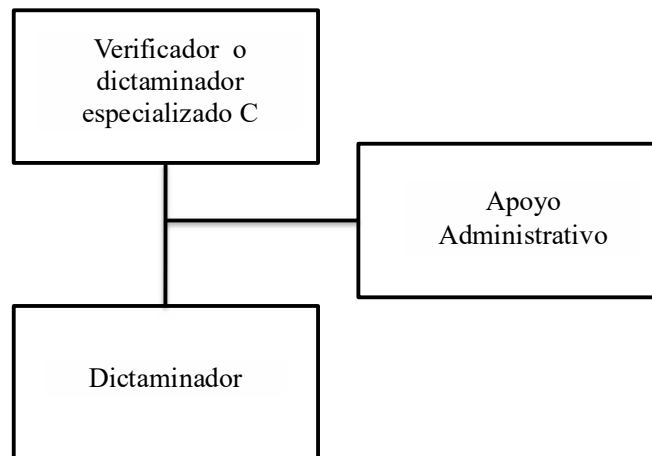 Verificador o
dictaminador
especializado C
Apoyo
Administrativo
Dictaminador